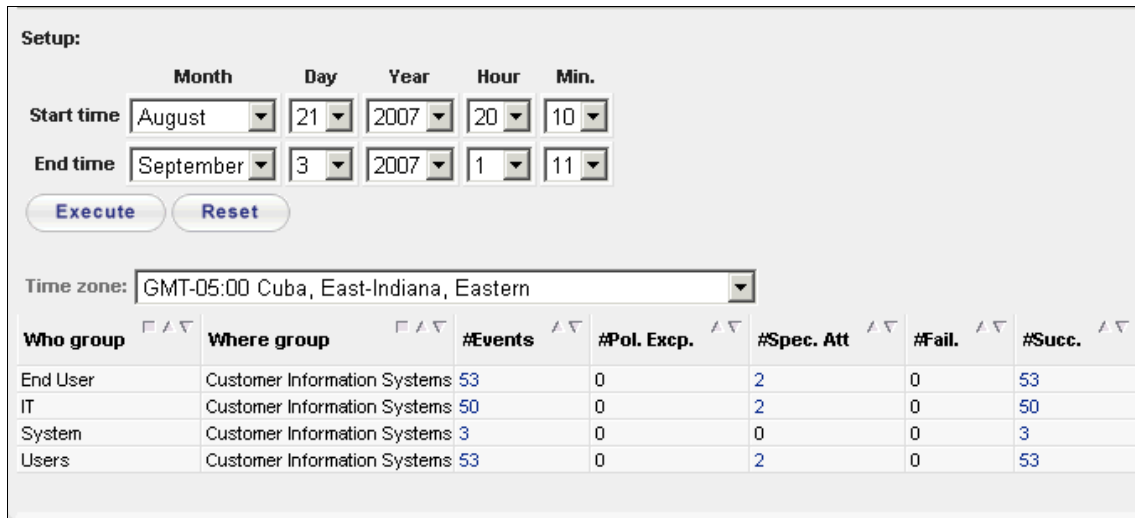 Setup:
Month Day Year Hour Min.
Start time August 21 2007 20 10
End time September 3 2007 1 11
Execute Reset
Time zone: GMT-05:00 Cuba, East-Indiana, Eastern
Who group Where group #Events #Pol. Excp. #Spec. Att #Fail. #Succ.
End User Customer Information Systems 53 0 2 0 53
IT Customer Information Systems 50 0 2 0 50
System Customer Information Systems 3 0 0 0 3
Users Customer Information Systems 53 0 2 0 53